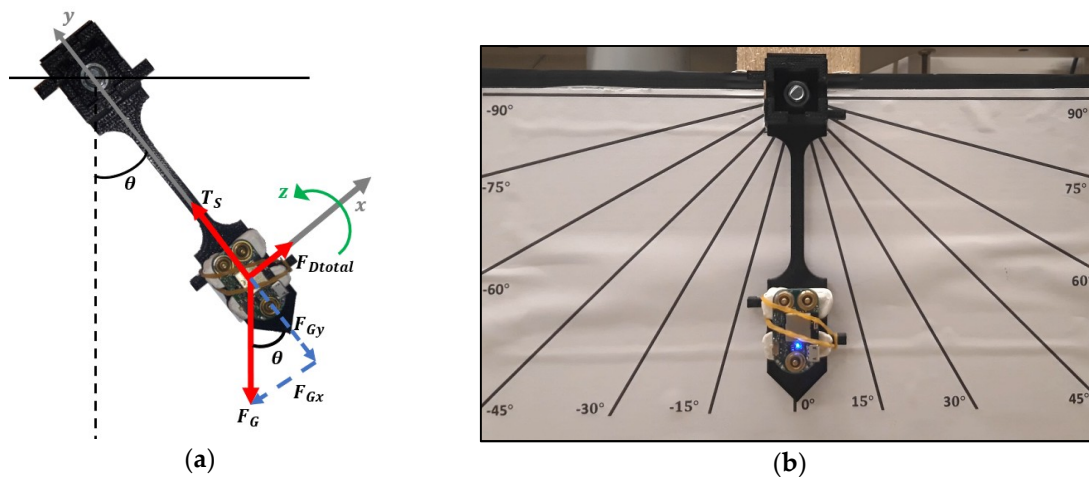 y
θ
T_S
z
x
F_Dtotal
F_Gy
θ
F_Gx
F_G
(a)
-90°
90°
-75°
75°
-60°
60°
-45°
-30°
-15°
0°
15°
30°
45°
(b)